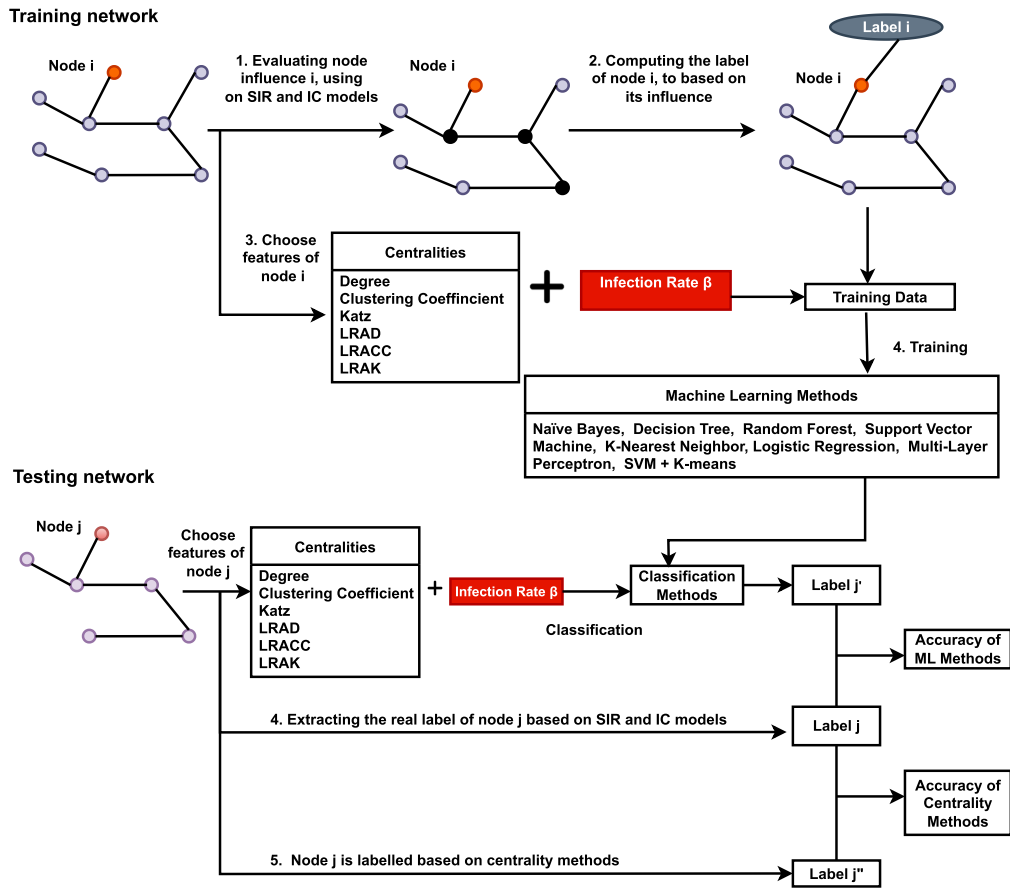 Training network
Label i
Node i
1. Evaluating node
influence i, using
on SIR and IC models
Node i
2. Computing the label
of node i, to based on
its influence
Node i
3. Choose
features of
node i
Centralities
Degree
Clustering Coeffincient
Katz
LRAD
LRACC
LRAK
+
Infection Rate β
Training Data
4. Training
Machine Learning Methods
Naïve Bayes, Decision Tree, Random Forest, Support Vector
Machine, K-Nearest Neighbor, Logistic Regression, Multi-Layer
Perceptron, SVM + K-means
Testing network
Node j
Choose
features of
node j
Centralities
Degree
Clustering Coefficient
Katz
LRAD
LRACC
LRAK
+
Infection Rate β
Classification
Classification
Methods
Label j'
Accuracy of
ML Methods
4. Extracting the real label of node j based on SIR and IC models
Label j
Accuracy of
Centrality
Methods
5. Node j is labelled based on centrality methods
Label j"